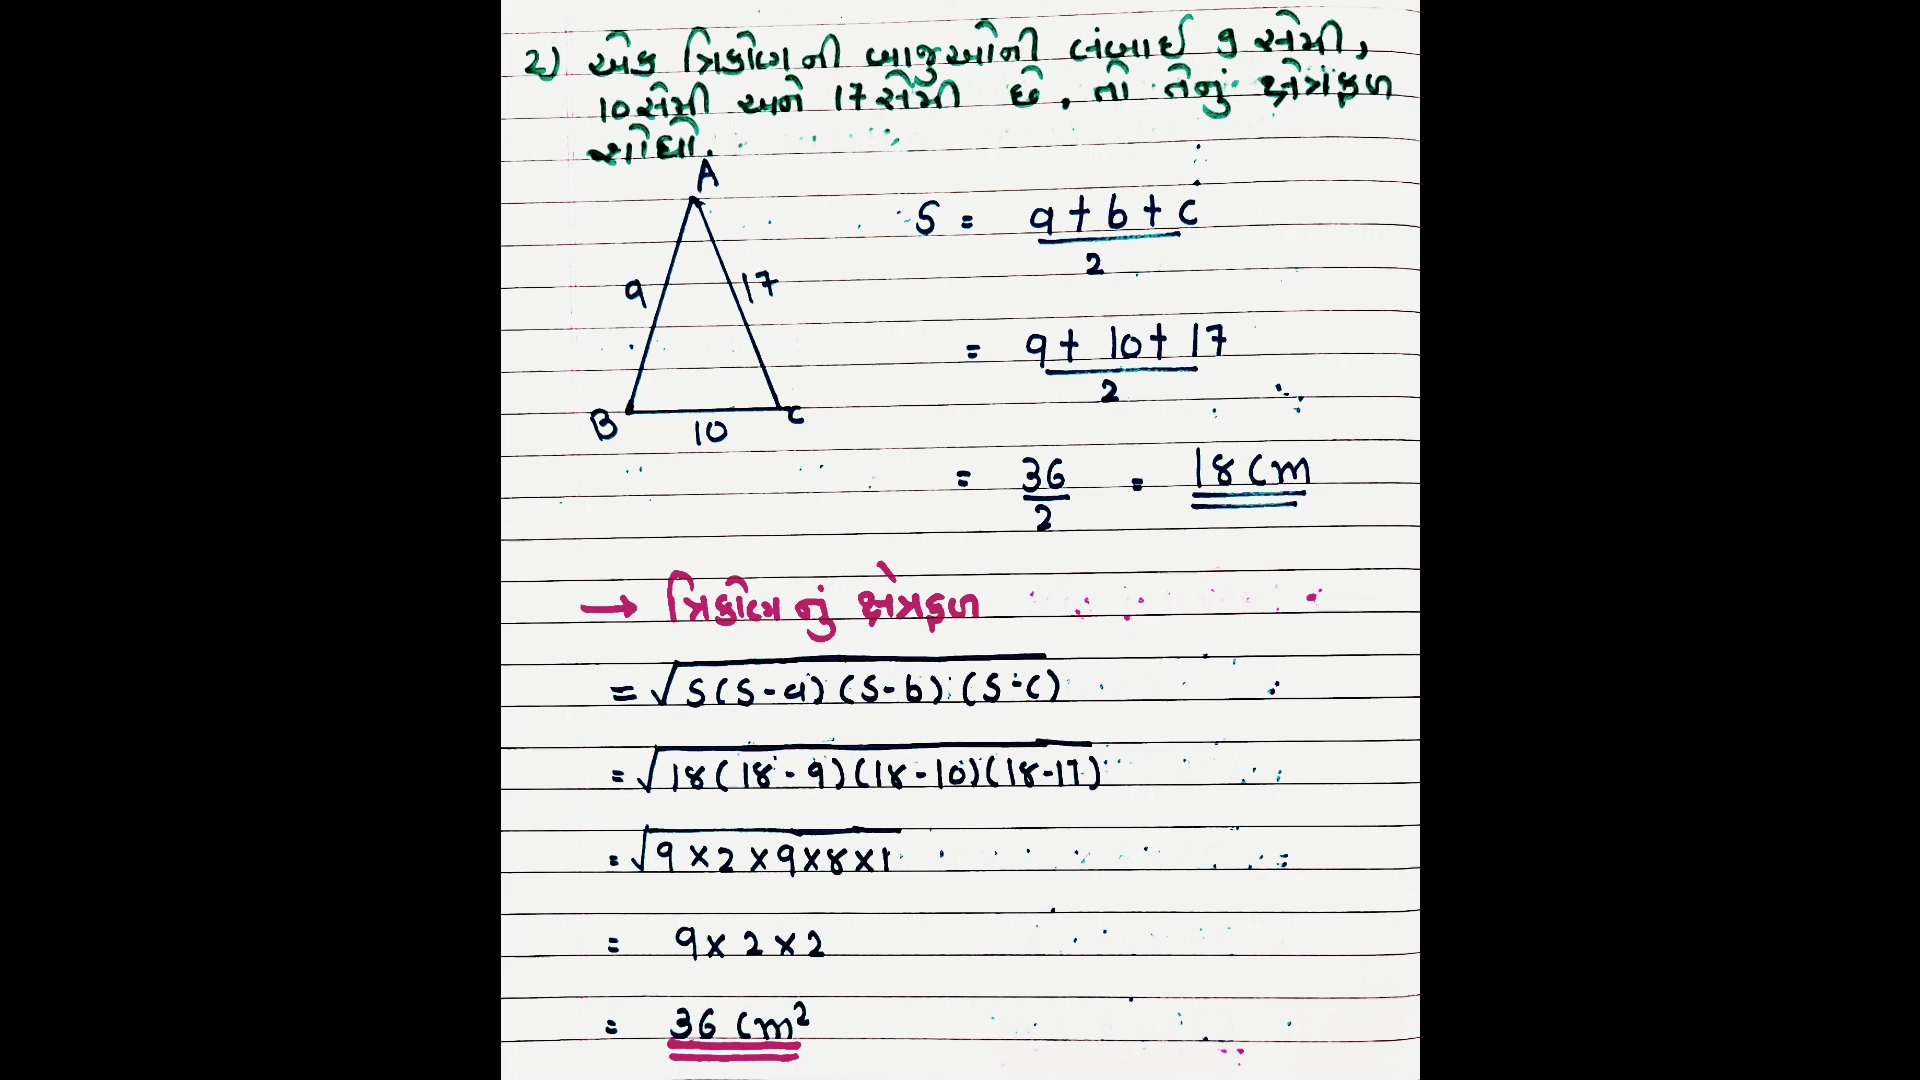 2) એક ત્રિકોણની બાજુઓની લંબાઈ 9 સેમી,
10 સેમી અને 17 સેમી છે, તો તેનું ક્ષેત્રફળ
શોધો.
A
9
17
B
10
C
S = a + b + c
2
= 9 + 10 + 17
2
= 36 = 18 cm
2
→ ત્રિકોણનું ક્ષેત્રફળ
= √S(S-a)(S-b)(S-c)
= √18(18-9)(18-10)(18-17)
= √9×2×9×8×1
= 9×2×2
= 36 cm²